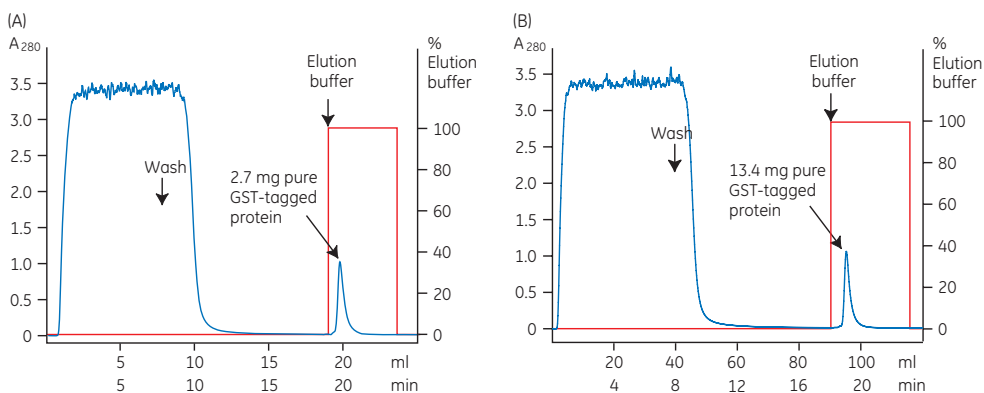 (A)
A280
%
Elution
buffer
Elution
buffer
3.5
3.0
2.5
2.0
1.5
1.0
0.5
0
Wash
2.7 mg pure
GST-tagged
protein
100
80
60
40
20
0
5 10 15 20 ml
5 10 15 20 min
(B)
A280
%
Elution
buffer
Elution
buffer
3.5
3.0
2.5
2.0
1.5
1.0
0.5
0
Wash
13.4 mg pure
GST-tagged
protein
100
80
60
40
20
0
20 40 60 80 100 ml
4 8 12 16 20 min